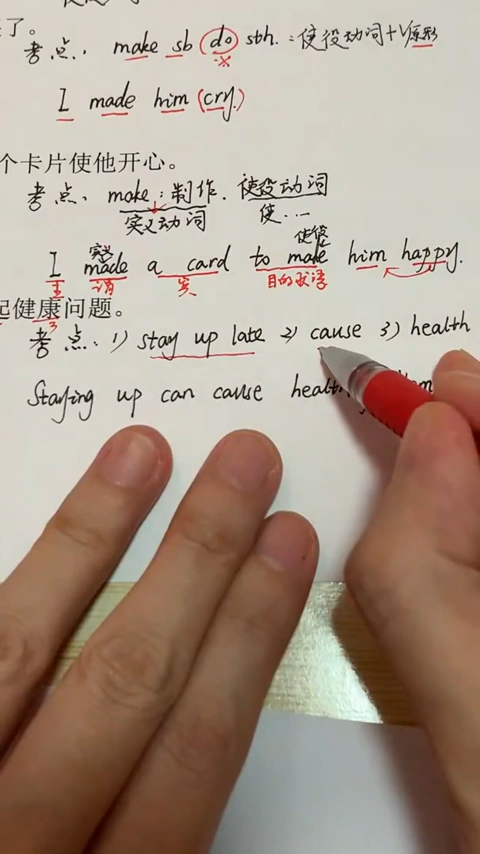 了。
考点、make sb do sth.：使役动词+V原形
I made him (cry.)
个卡片使他开心。
考点、make：制作．使役动词
实义动词 使...
实义 使役
I made a card to make him happy.
主 谓 宾 目的状语
起健康问题。
3
考点：1) stay up late 2) cause 3) health
Staying up can cause